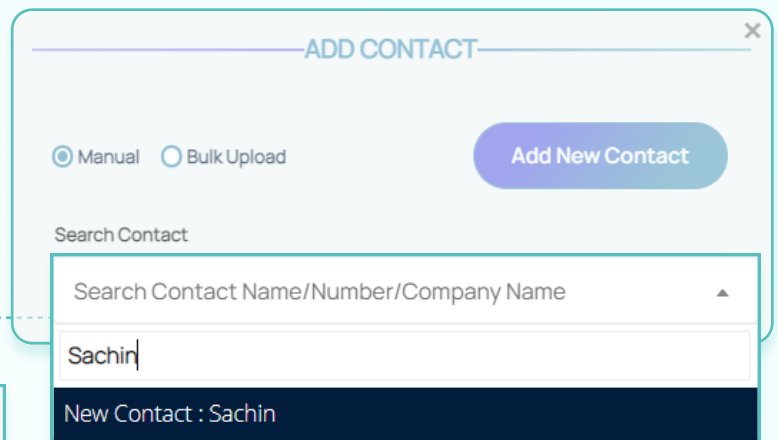 ADD CONTACT
Manual Bulk Upload
Add New Contact
Search Contact
Search Contact Name/Number/Company Name
Sachin
New Contact : Sachin